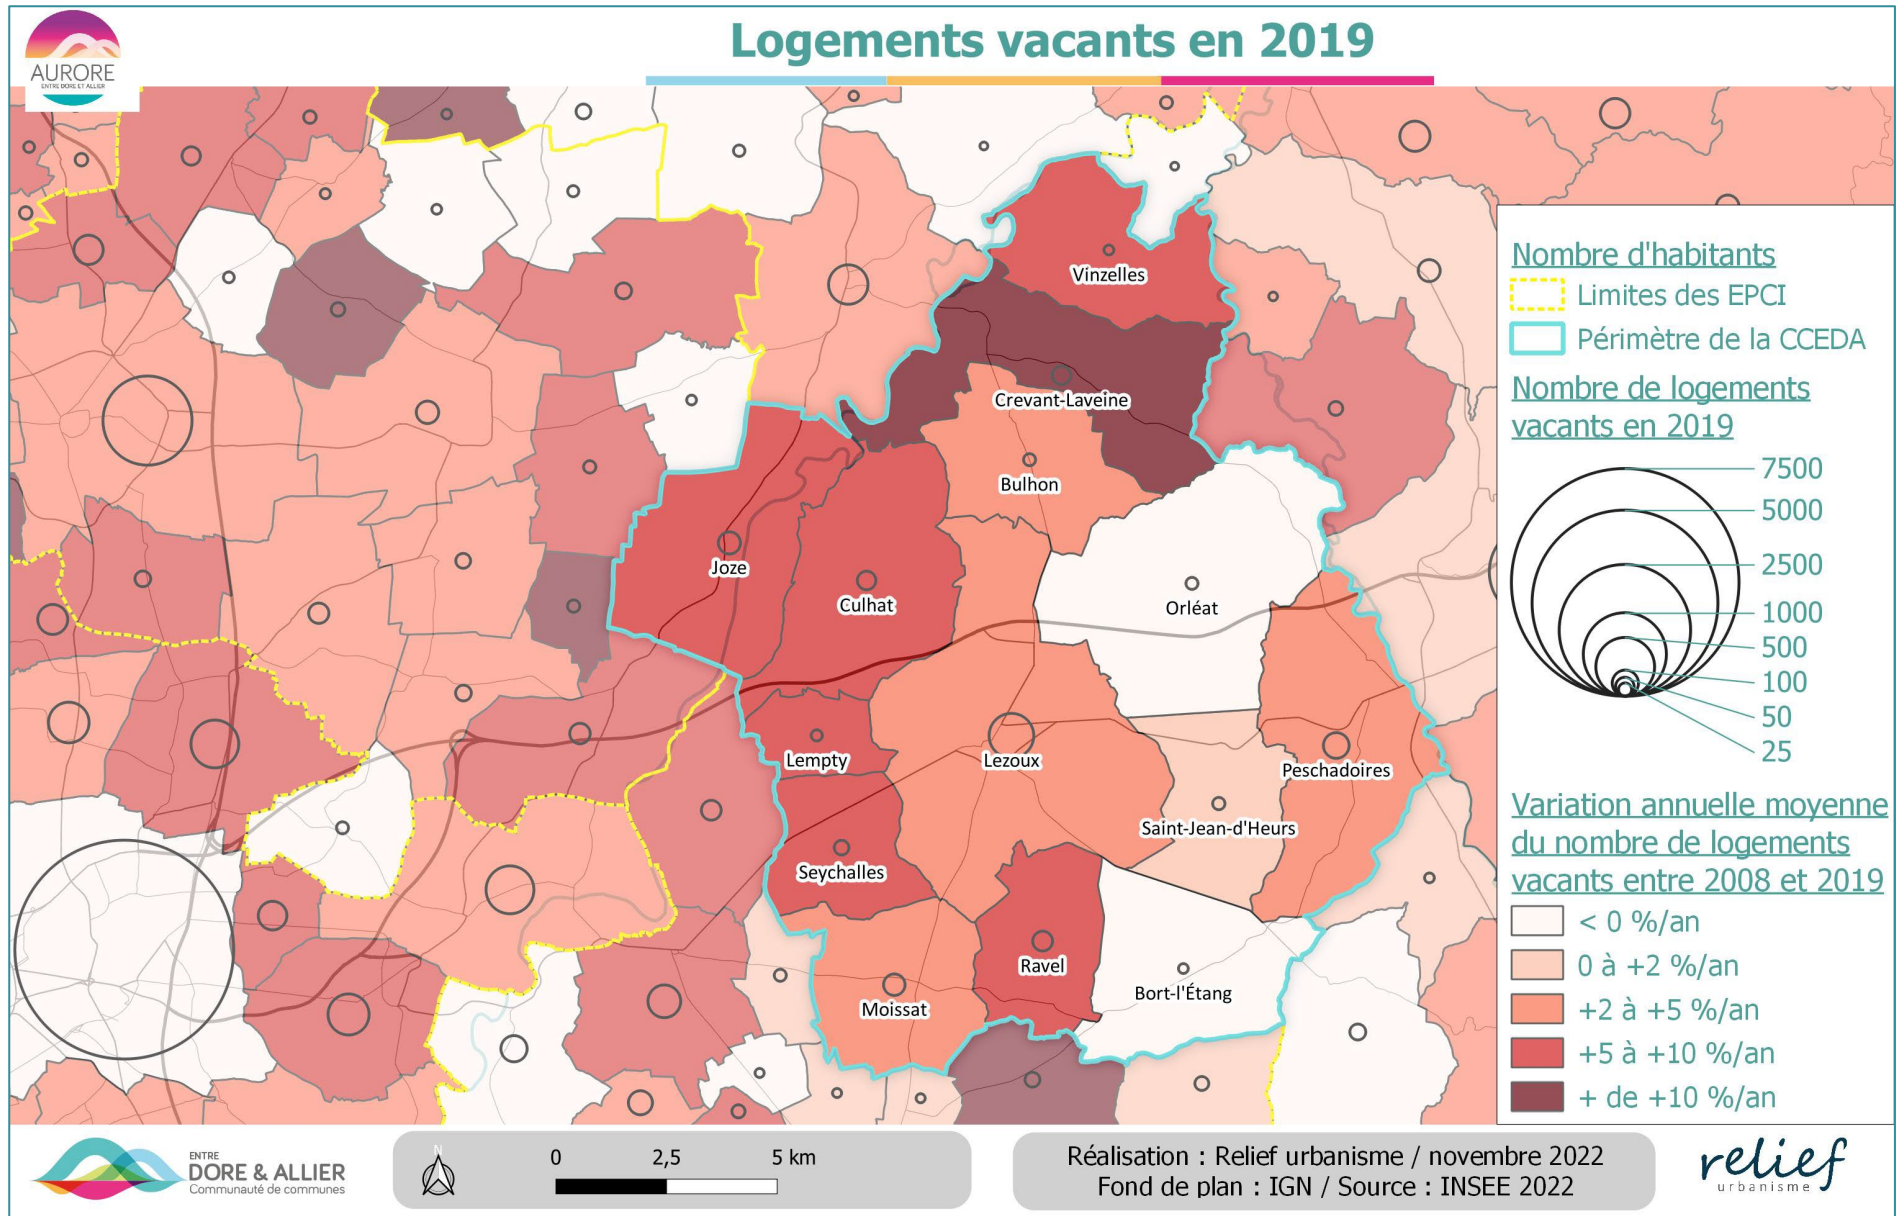 AURORE
ENTRE DORE ET ALLIER
Logements vacants en 2019
Vinzelles
Crevant-Laveine
Bulhon
Joze
Culhat
Orléat
Lempty
Lezoux
Peschadoires
Saint-Jean-d'Heurs
Seychalles
Ravel
Bort-l'Étang
Moissat
Nombre d'habitants
Limites des EPCI
Périmètre de la CCEDA
Nombre de logements
vacants en 2019
7500
5000
2500
1000
500
100
50
25
Variation annuelle moyenne
du nombre de logements
vacants entre 2008 et 2019
< 0 %/an
0 à +2 %/an
+2 à +5 %/an
+5 à +10 %/an
+ de +10 %/an
ENTRE
DORE & ALLIER
Communauté de communes
N
0 2,5 5 km
Réalisation : Relief urbanisme / novembre 2022
Fond de plan : IGN / Source : INSEE 2022
relief
urbanisme